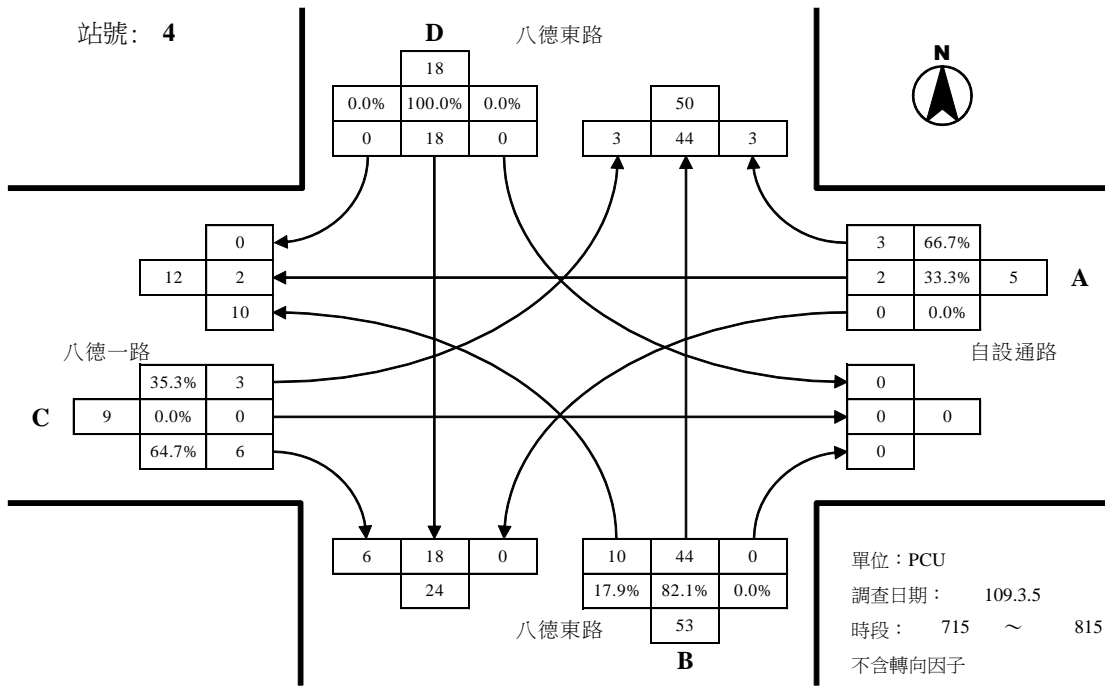 站號： 4
D
八德東路
N
18
0.0% 100.0% 0.0%
0 18 0
50
3 44 3
0
12 2
10
3 66.7%
2 33.3% 5
0 0.0%
A
八德一路
自設通路
35.3% 3
9 0.0% 0
64.7% 6
C
0
0 0
0
6 18 0
24
10 44 0
17.9% 82.1% 0.0%
53
八德東路
B
單位：PCU
調查日期： 109.3.5
時段： 715 ～ 815
不含轉向因子